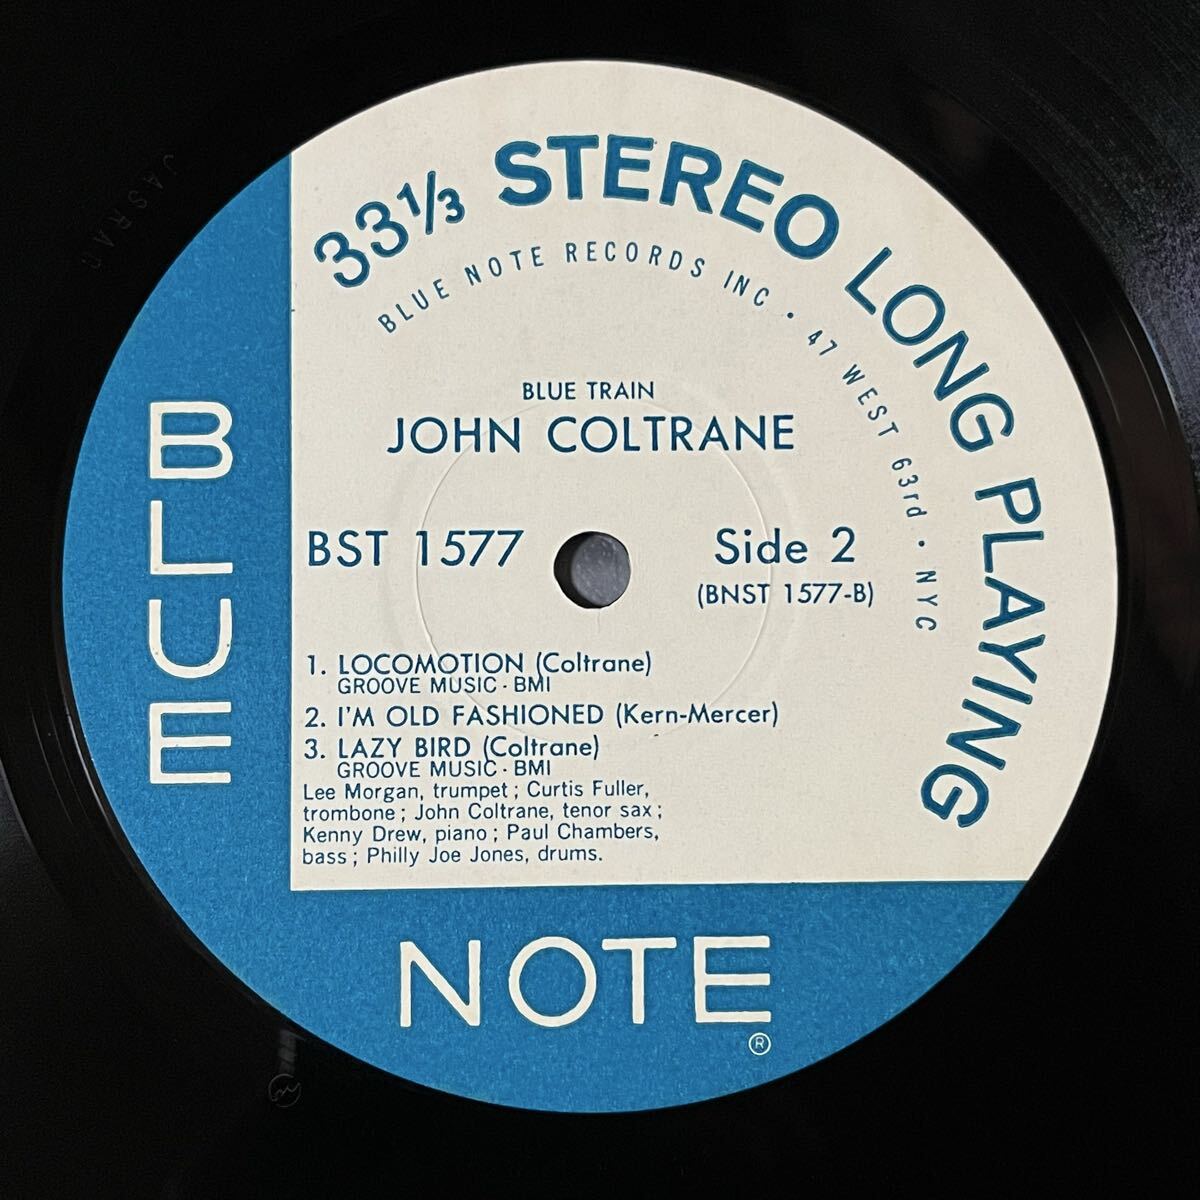 33⅓ STEREO LONG PLAYING
BLUE NOTE RECORDS INC · 47 WEST 63rd · NYC
BLUE TRAIN
JOHN COLTRANE
BST 1577
Side 2
(BNST 1577-B)
1. LOCOMOTION (Coltrane)
GROOVE MUSIC · BMI
2. I'M OLD FASHIONED (Kern-Mercer)
3. LAZY BIRD (Coltrane)
GROOVE MUSIC · BMI
Lee Morgan, trumpet ; Curtis Fuller,
trombone ; John Coltrane, tenor sax ;
Kenny Drew, piano ; Paul Chambers,
bass ; Philly Joe Jones, drums.
BLUE
NOTE
®
JASRAC